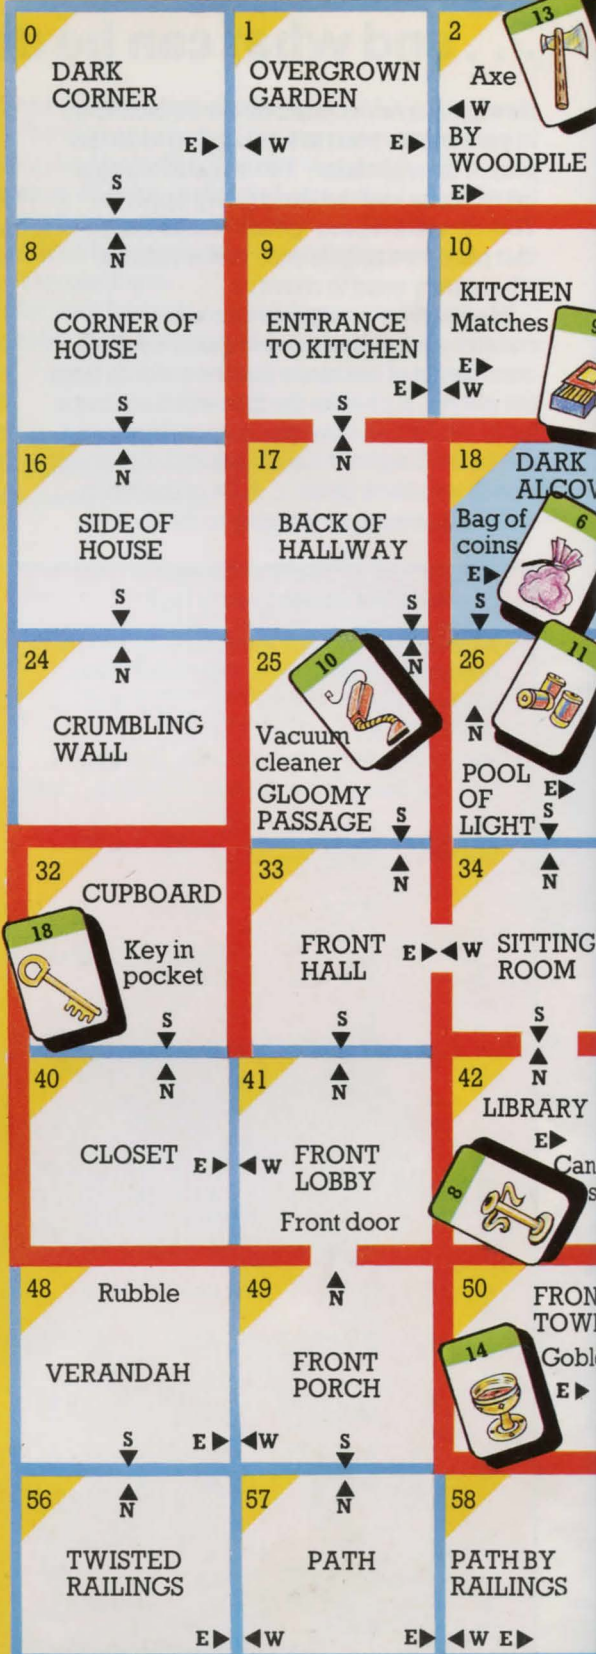 0
DARK
CORNER
E
S
1
OVERGROWN
GARDEN
W
E
2
13
Axe
W
BY
WOODPILE
E
8
N
CORNER OF
HOUSE
S
9
ENTRANCE
TO KITCHEN
E
S
10
KITCHEN
Matches
9
E
W
16
N
SIDE OF
HOUSE
S
17
N
BACK OF
HALLWAY
S
18
DARK
Bag of
coins
6
E
S
24
N
CRUMBLING
WALL
25
N
10
Vacuum
cleaner
GLOOMY
PASSAGE
S
26
11
N
POOL
OF
LIGHT
E
S
32
CUPBOARD
18
Key in
pocket
S
33
N
FRONT
HALL
E
S
34
N
W
SITTING
ROOM
S
40
N
CLOSET
E
41
N
W
FRONT
LOBBY
Front door
42
N
LIBRARY
E
8
48
Rubble
VERANDAH
S
E
49
N
FRONT
PORCH
W
S
50
14
E
56
N
TWISTED
RAILINGS
E
57
N
PATH
W
E
58
PATH BY
RAILINGS
W E